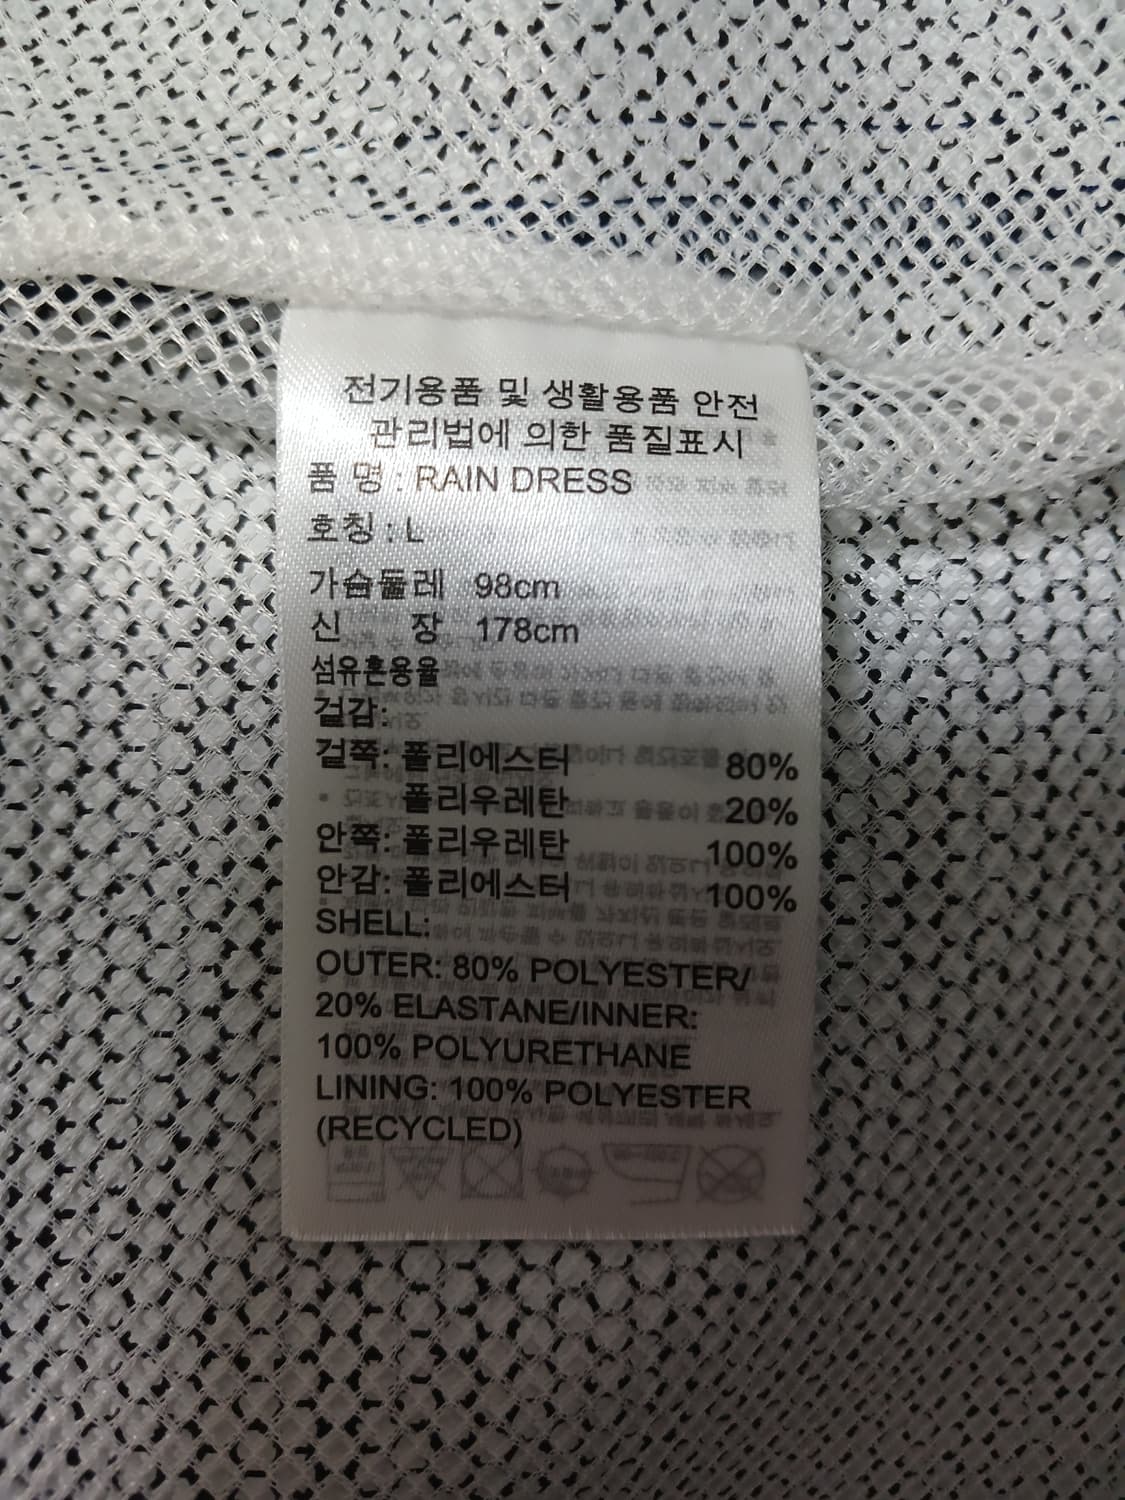 전기용품 및 생활용품 안전
관리법에 의한 품질표시
품 명 : RAIN DRESS
호칭 : L
가슴둘레 98cm
신 장 178cm
섬유혼용율
겉감:
겉쪽: 폴리에스터 80%
폴리우레탄 20%
안쪽: 폴리우레탄 100%
안감: 폴리에스터 100%
SHELL:
OUTER: 80% POLYESTER/
20% ELASTANE/INNER:
100% POLYURETHANE
LINING: 100% POLYESTER
(RECYCLED)